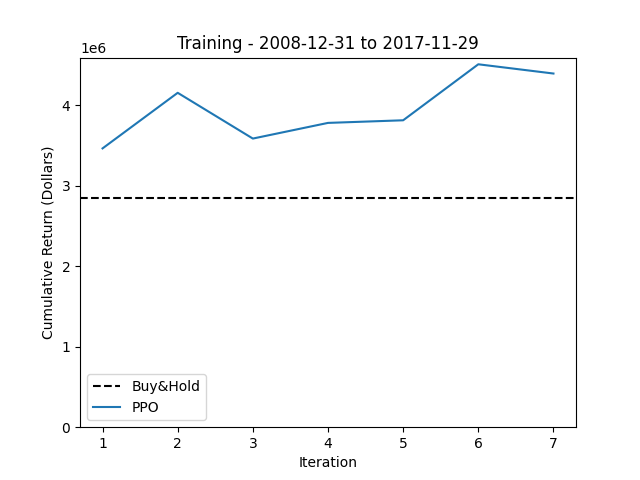 Training - 2008-12-31 to 2017-11-29
1e6
Cumulative Return (Dollars)
4
3
2
1
0
Buy&Hold
PPO
1 2 3 4 5 6 7
Iteration